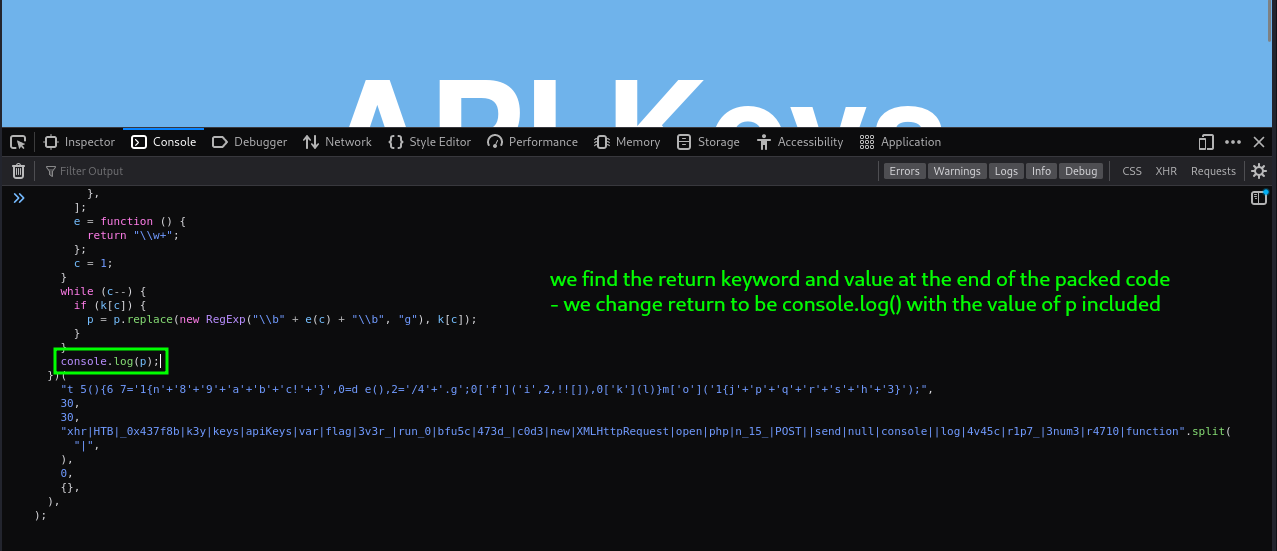 API Keys
Inspector Console Debugger Network Style Editor Performance Memory Storage Accessibility Application
Filter Output Errors Warnings Logs Info Debug CSS XHR Requests
},
];
e = function () {
return "\\w+";
};
c = 1;
}
while (c--) {
if (k[c]) {
p = p.replace(new RegExp("\\b" + e(c) + "\\b", "g"), k[c]);
}
}
console.log(p);
})(
"t 5(){6 7='1{n'+'8'+'9'+'a'+'b'+'c!'+'}',0=d e(),2='/4'+'.g';0['f']('i',2,!![]),0['k'](l)}m['o']('1{j'+'p'+'q'+'r'+'s'+'h'+'3}');",
30,
30,
"xhr|HTB|_0x437f8b|k3y|keys|apiKeys|var|flag|3v3r_|run_0|bfu5c|473d_|c0d3|new|XMLHttpRequest|open|php|n_15_|POST||send|null|console||log|4v45c|r1p7_|3num3|r4710|function".split(
"|",
),
0,
{},
),
);
we find the return keyword and value at the end of the packed code
- we change return to be console.log() with the value of p included